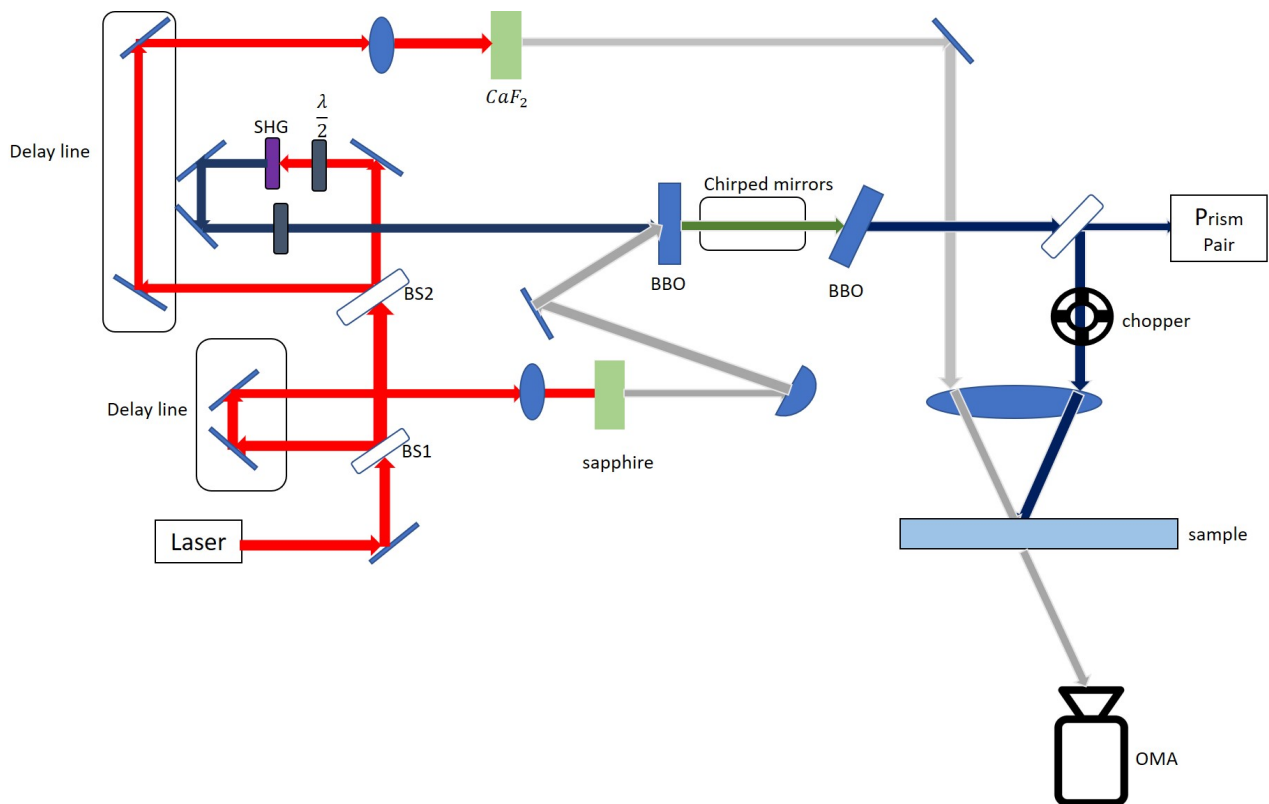 CaF₂
λ
2
SHG
Delay line
Chirped mirrors
Prism
Pair
BBO
BBO
BS2
chopper
Delay line
BS1
sapphire
Laser
sample
OMA